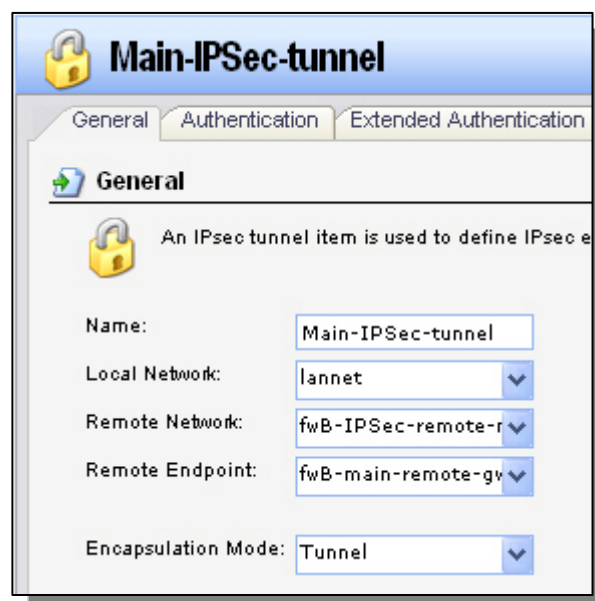 Main-IPSec-tunnel
General Authentication Extended Authentication
General
An IPsec tunnel item is used to define IPsec e
Name: Main-IPSec-tunnel
Local Network: lannet
Remote Network: fwB-IPSec-remote-r
Remote Endpoint: fwB-main-remote-gw
Encapsulation Mode: Tunnel